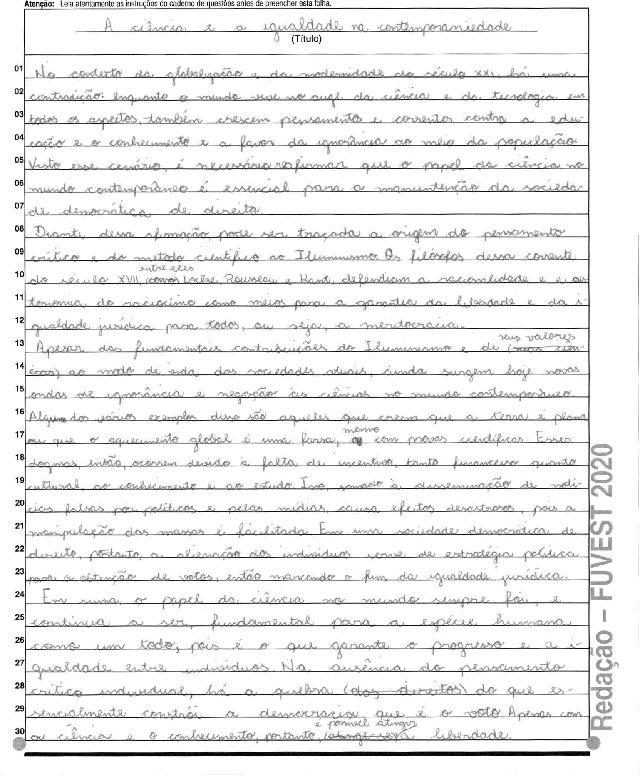 Atenção: Leia atentamente as instruções do caderno de questões antes de preencher esta folha.
A ciência e a igualdade na contemporaniedade
(Título)
01 No contexto da globalização e da modernidade do século XXI, há uma
02 contradição: enquanto o mundo vive no auge da ciência e da tecnologia em
03 todos os aspectos, também crescem pensamentos e correntes contra a edu-
04 cação e o conhecimento e a favor da ignorância ao meio da população.
05 Visto esse cenário, é necessário reafirmar que o papel da ciência no
06 mundo contemporâneo é essencial para a manuntenção da socieda-
07 de democrática de direito.
08 Diante, dessa afirmação, pode ser traçada a origem do pensamento
09 crítico e do método científico ao Iluminismo. Os filósofos dessa corrente
10 do século XVII, (como) entre eles Locke, Rousseau e Kant, defendiam a racionalidade e a au-
11 tonomia do raciocínio como meios para a garantia da liberdade e da i-
12 gualdade jurídica para todos, ou seja, a meritocracia.
13 Apesar das fundamentais contribuições do Iluminismo e de seus valores
14 ao modo de vida das sociedades atuais, ainda surgem hoje novas
15 ondas de ignorância e negação às ciências no mundo contemporâneo.
16 Alguns dos vários exemplos disso são aqueles que creem que a terra é plana
17 ou que o aquecimento global é uma farsa, mesmo com provas científicas. Esses
18 dogmas, então, ocorrem devido à falta de incentivo, tanto financeiro quanto
19 cultural, ao conhecimento e ao estudo. Isso, somado à disseminação de notí-
20 cias falsas por políticos e pelas mídias, causa efeitos desastrosos, pois a
21 manipulação das massas é facilitada. Em uma sociedade democrática de
22 direito, portanto, a alienação dos indivíduos serve de estratégia política
23 para a obtenção de votos, então marcando o fim da igualdade jurídica.
24 Em suma, o papel da ciência no mundo sempre foi, e
25 continua a ser, fundamental para a espécie humana
26 como um todo, pois é o que garante o progresso e a i-
27 gualdade entre indivíduos. Na ausência do pensamento
28 crítico individual, há a quebra (dos direitos) do que es-
29 sencialmente constrói a democracia, que é o voto. Apenas com
30 a ciência e o conhecimento, portanto, é possível atingir a liberdade.
Redação – FUVEST 2020